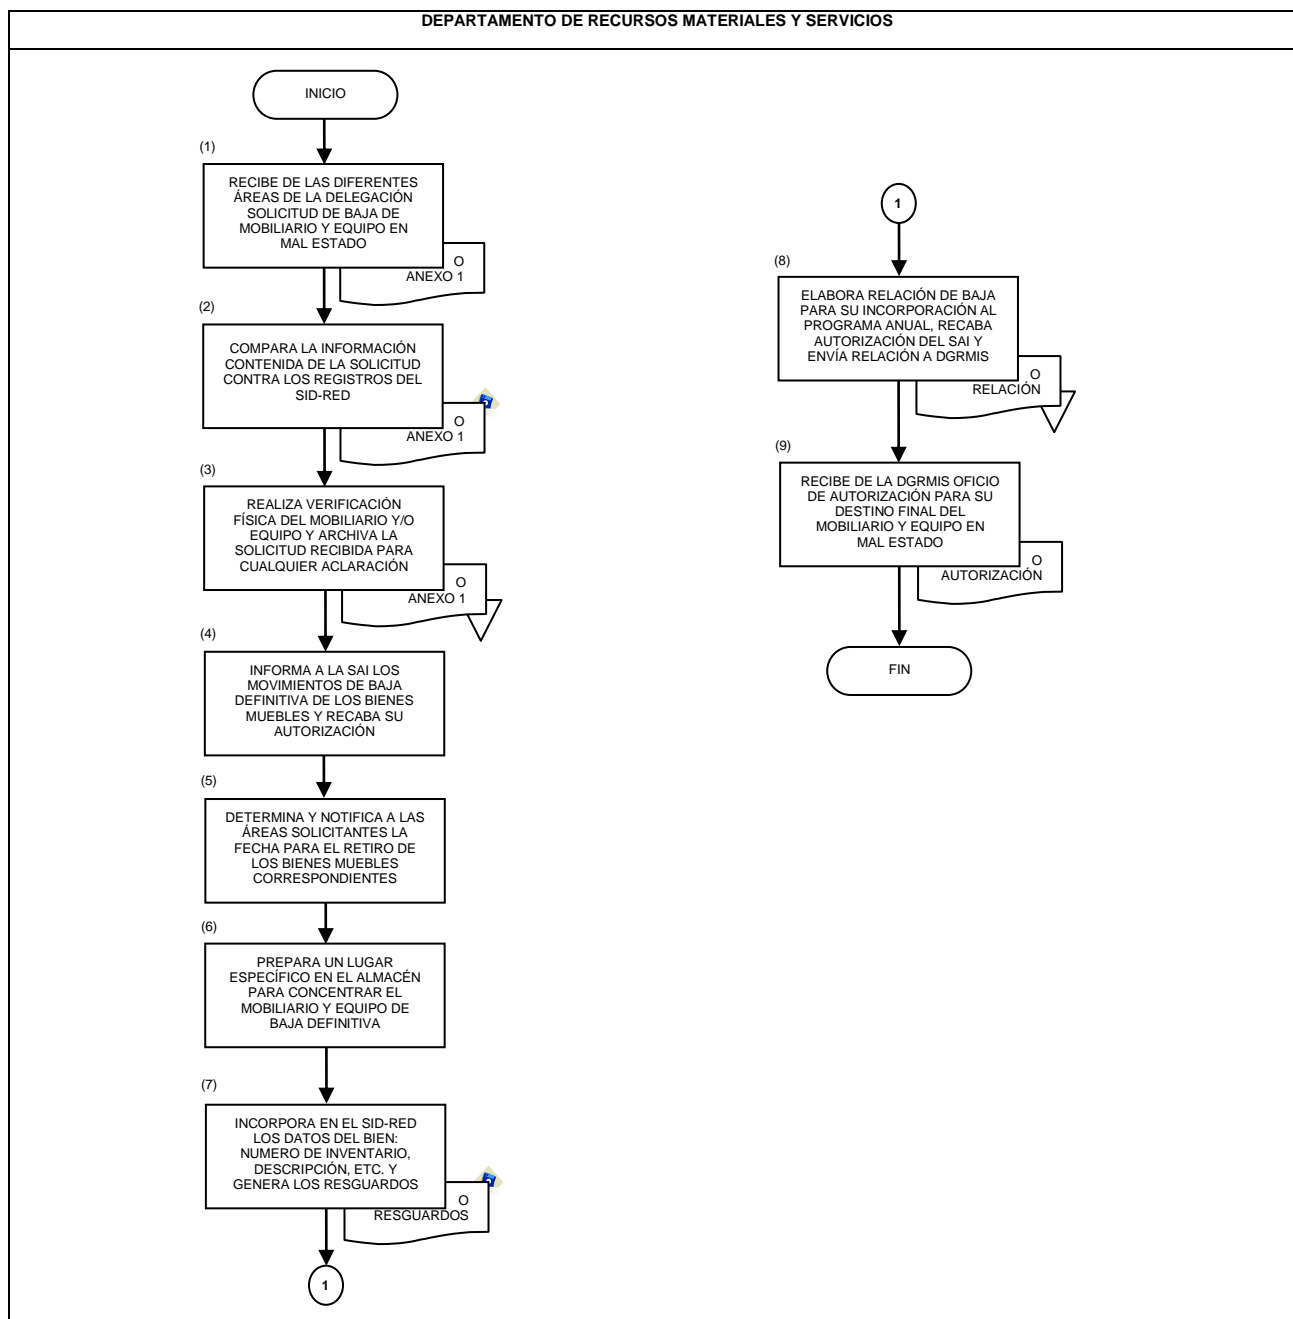 DEPARTAMENTO DE RECURSOS MATERIALES Y SERVICIOS
INICIO
(1)
RECIBE DE LAS DIFERENTES
ÁREAS DE LA DELEGACIÓN
SOLICITUD DE BAJA DE
MOBILIARIO Y EQUIPO EN
MAL ESTADO
O
ANEXO 1
(2)
COMPARA LA INFORMACIÓN
CONTENIDA DE LA SOLICITUD
CONTRA LOS REGISTROS DEL
SID-RED
O
ANEXO 1
(3)
REALIZA VERIFICACIÓN
FÍSICA DEL MOBILIARIO Y/O
EQUIPO Y ARCHIVA LA
SOLICITUD RECIBIDA PARA
CUALQUIER ACLARACIÓN
O
ANEXO 1
(4)
INFORMA A LA SAI LOS
MOVIMIENTOS DE BAJA
DEFINITIVA DE LOS BIENES
MUEBLES Y RECABA SU
AUTORIZACIÓN
(5)
DETERMINA Y NOTIFICA A LAS
ÁREAS SOLICITANTES LA
FECHA PARA EL RETIRO DE
LOS BIENES MUEBLES
CORRESPONDIENTES
(6)
PREPARA UN LUGAR
ESPECÍFICO EN EL ALMACÉN
PARA CONCENTRAR EL
MOBILIARIO Y EQUIPO DE
BAJA DEFINITIVA
(7)
INCORPORA EN EL SID-RED
LOS DATOS DEL BIEN:
NUMERO DE INVENTARIO,
DESCRIPCIÓN, ETC. Y
GENERA LOS RESGUARDOS
O
RESGUARDOS
1
1
(8)
ELABORA RELACIÓN DE BAJA
PARA SU INCORPORACIÓN AL
PROGRAMA ANUAL, RECABA
AUTORIZACIÓN DEL SAI Y
ENVÍA RELACIÓN A DGRMIS
O
RELACIÓN
(9)
RECIBE DE LA DGRMIS OFICIO
DE AUTORIZACIÓN PARA SU
DESTINO FINAL DEL
MOBILIARIO Y EQUIPO EN
MAL ESTADO
O
AUTORIZACIÓN
FIN